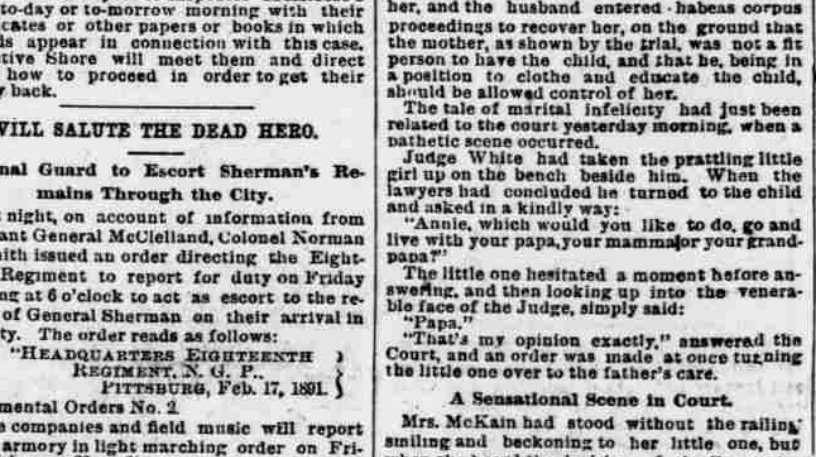 to-day or to-morrow morning with their
cates or other papers or books in which
ds appear in connection with this case.
ctive Shore will meet them and direct
how to proceed in order to get their
y back.
WILL SALUTE THE DEAD HERO.
nal Guard to Escort Sherman's Re-
mains Through the City.
night, on account of information from
ant General McClelland, Colonel Norman
ith issued an order directing the Eight-
Regiment to report for duty on Friday
ng at 6 o'clock to act as escort to the re-
of General Sherman on their arrival in
ty. The order reads as follows:
"HEADQUARTERS EIGHTEENTH
REGIMENT, N. G. P.,
PITTSBURG, Feb. 17, 1891.
mental Orders No. 2
e companies and field music will report
armory in light marching order on Fri-
her, and the husband entered habeas corpus
proceedings to recover her, on the ground that
the mother, as shown by the trial, was not a fit
person to have the child, and that he, being in
a position to clothe and educate the child,
should be allowed control of her.
The tale of marital infelicity had just been
related to the court yesterday morning, when a
pathetic scene occurred.
Judge White had taken the prattling little
girl up on the bench beside him. When the
lawyers had concluded he turned to the child
and asked in a kindly way:
"Annie, which would you like to do, go and
live with your papa, your mamma or your grand-
papa?"
The little one hesitated a moment before an-
swering, and then looking up into the venera-
ble face of the Judge, simply said:
"Papa."
"That's my opinion exactly," answered the
Court, and an order was made at once turning
the little one over to the father's care.
A Sensational Scene in Court.
Mrs. McKain had stood without the railing
smiling and beckoning to her little one, but